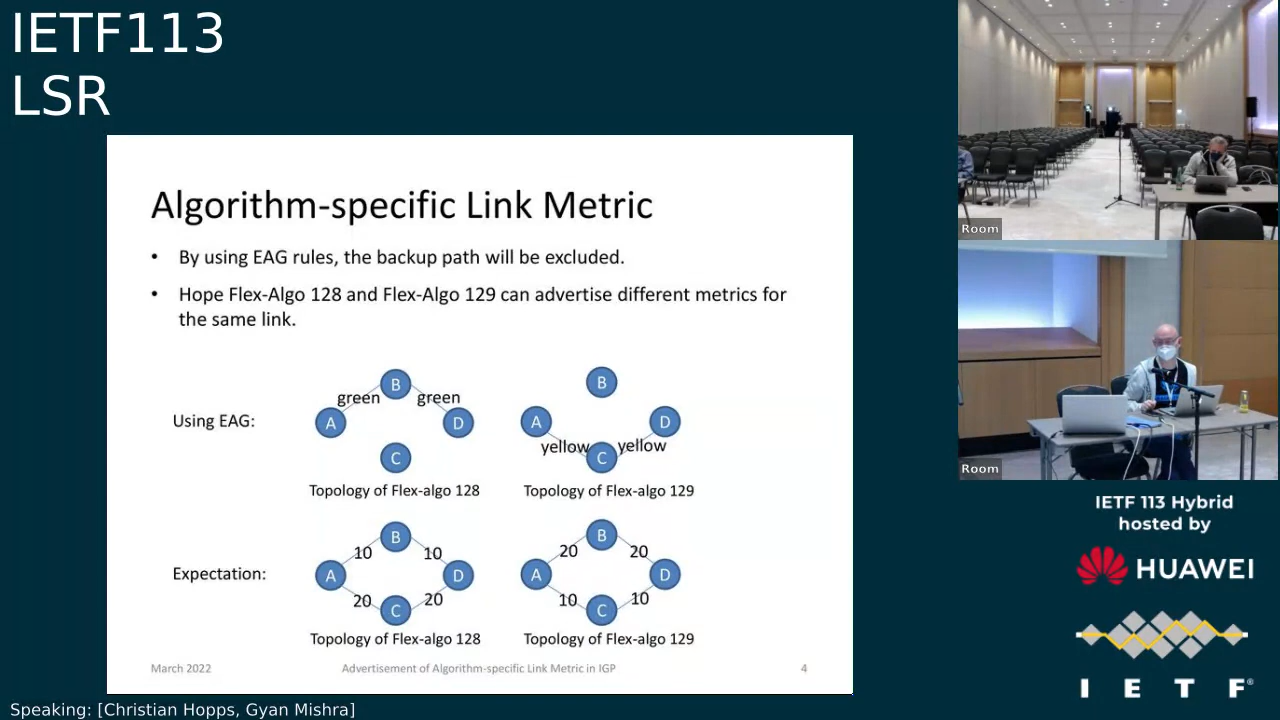 IETF113
LSR
Algorithm-specific Link Metric
• By using EAG rules, the backup path will be excluded.
• Hope Flex-Algo 128 and Flex-Algo 129 can advertise different metrics for
the same link.
Using EAG:
B
green green
A D
C
Topology of Flex-algo 128
B
A D
yellow yellow
C
Topology of Flex-algo 129
Expectation:
B
10 10
A D
20 20
C
Topology of Flex-algo 128
B
20 20
A D
10 10
C
Topology of Flex-algo 129
March 2022 Advertisement of Algorithm-specific Link Metric in IGP 4
Speaking: [Christian Hopps, Gyan Mishra]
Room
Room
IETF 113 Hybrid
hosted by
HUAWEI
I E T F®